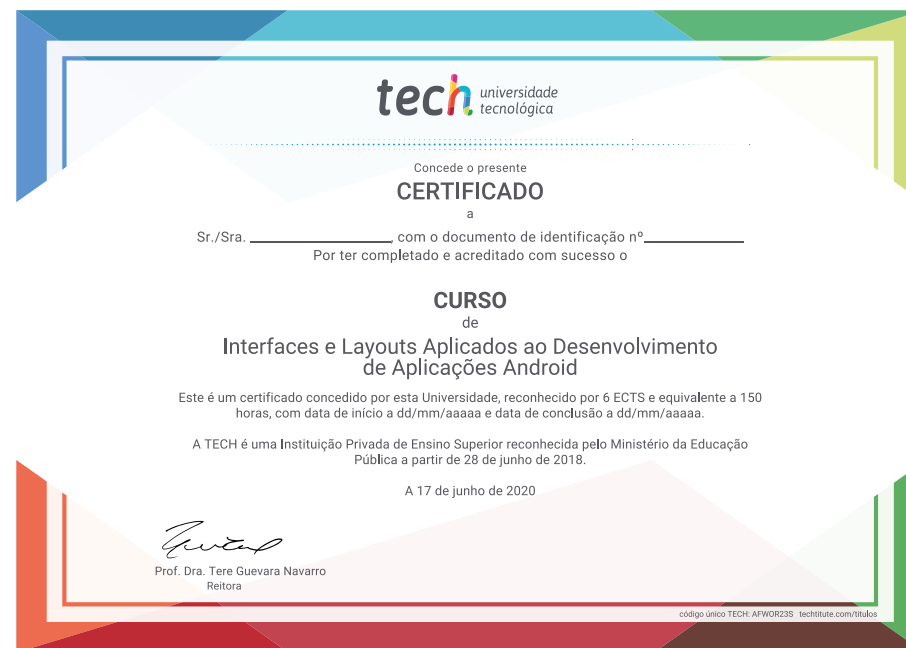 tech universidade
tecnológica
Concede o presente
CERTIFICADO
a
Sr./Sra. ____________________, com o documento de identificação nº______________
Por ter completado e acreditado com sucesso o
CURSO
de
Interfaces e Layouts Aplicados ao Desenvolvimento
de Aplicações Android
Este é um certificado concedido por esta Universidade, reconhecido por 6 ECTS e equivalente a 150
horas, com data de início a dd/mm/aaaaa e data de conclusão a dd/mm/aaaaa.
A TECH é uma Instituição Privada de Ensino Superior reconhecida pelo Ministério da Educação
Pública a partir de 28 de junho de 2018.
A 17 de junho de 2020
Prof. Dra. Tere Guevara Navarro
Reitora
código único TECH: AFWOR23S techtitute.com/titulos